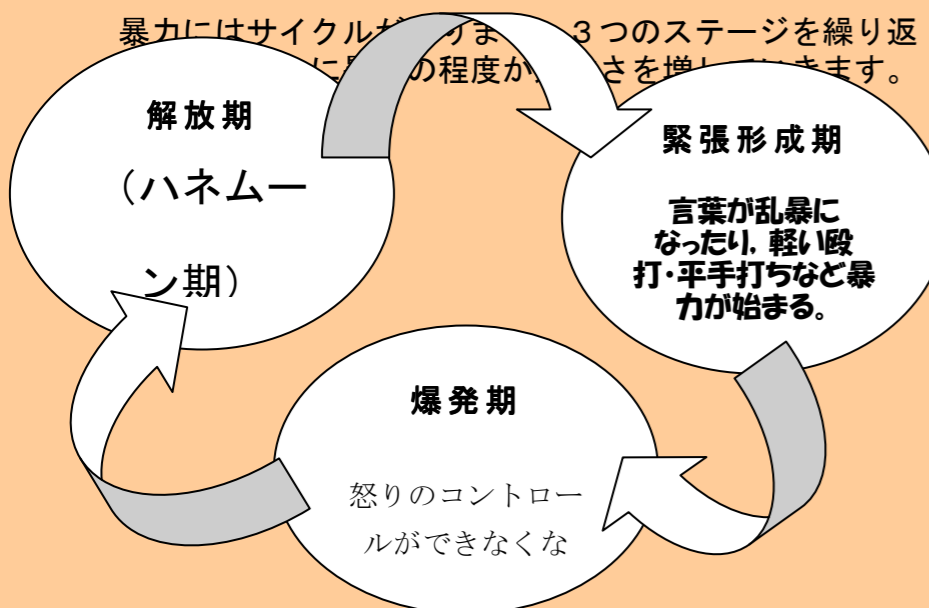 暴力にはサイクルが りま 3つのステージを繰り返
に の程度が さを増していきます。
解放期
（ハネムー
ン期）
緊張形成期
言葉が乱暴に
なったり,軽い殴
打・平手打ちなど暴
力が始まる。
爆発期
怒りのコントロー
ルができなくな